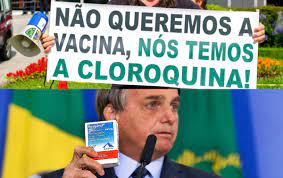 NÃO QUEREMOS A
VACINA, NÓS TEMOS
A CLOROQUINA!